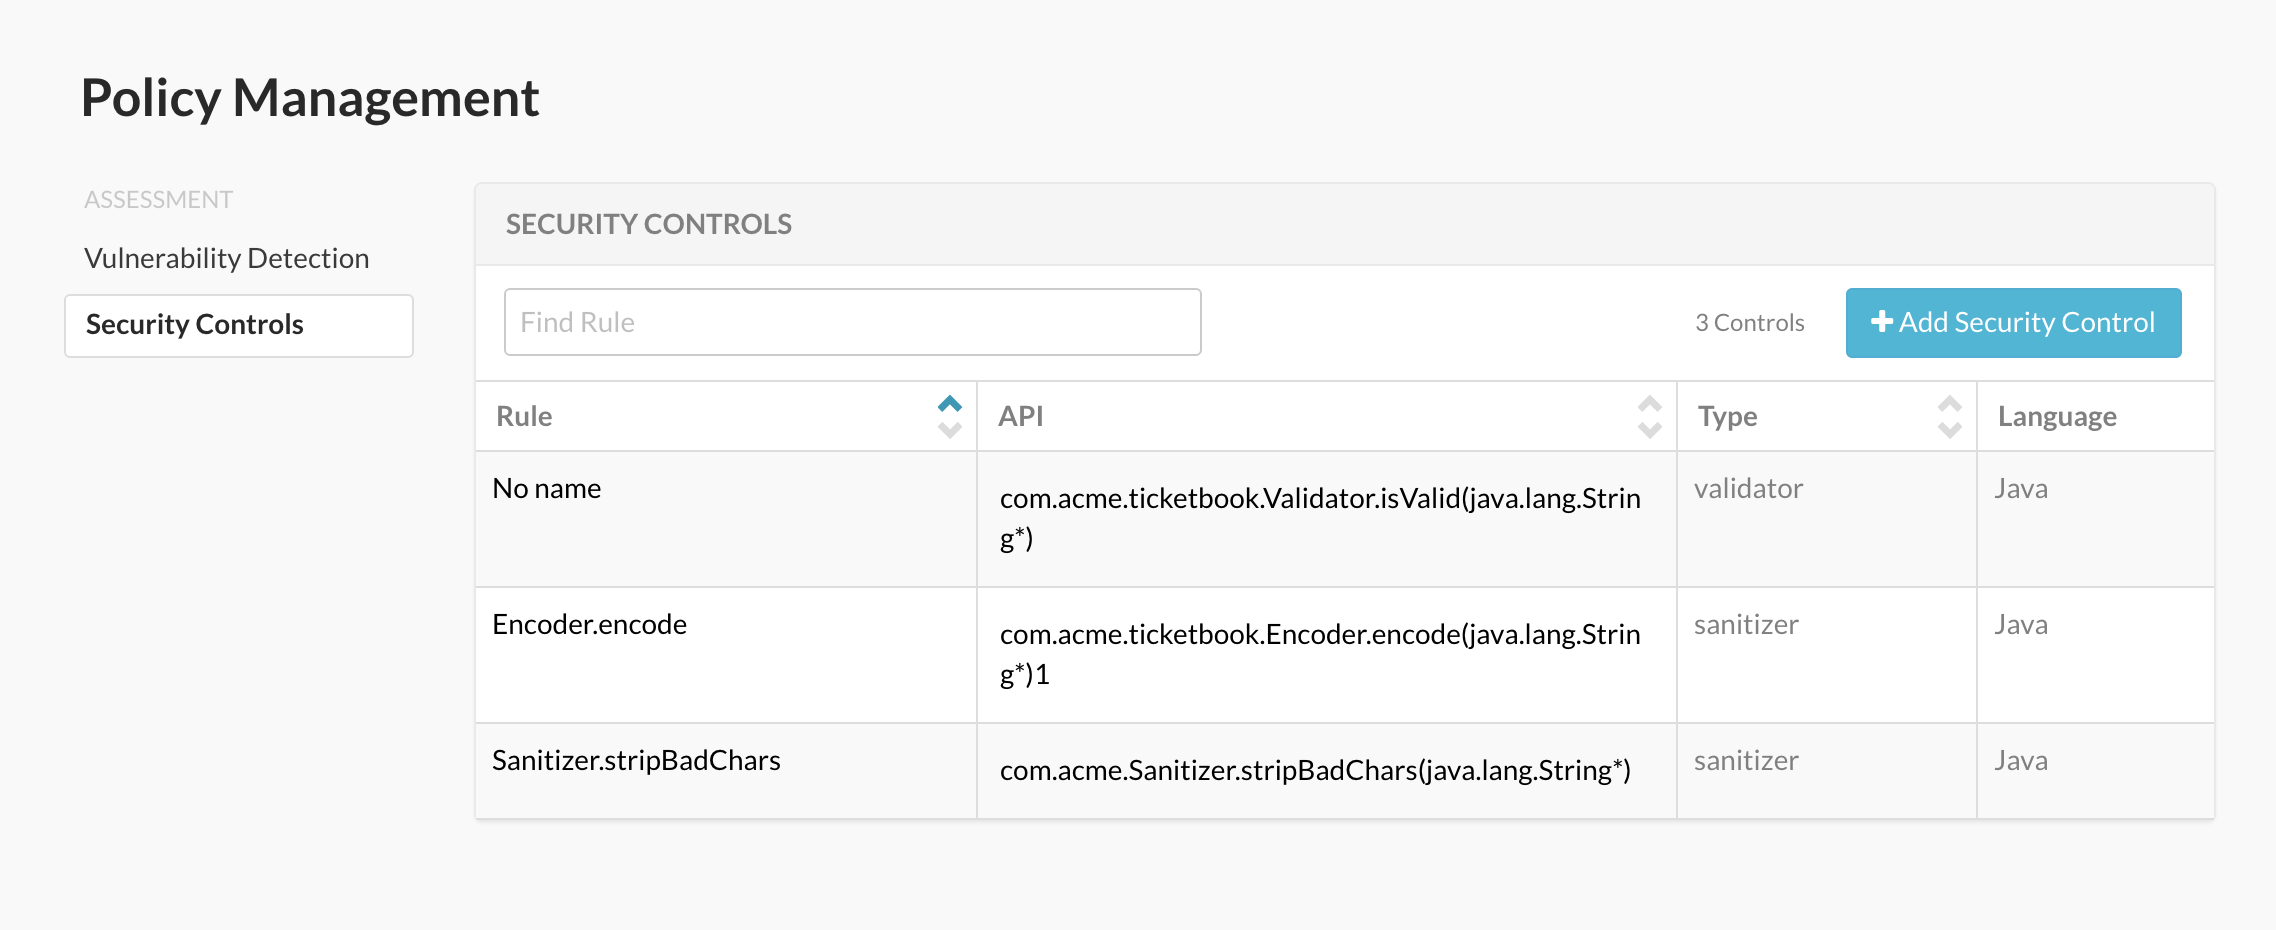 Policy Management
ASSESSMENT
Vulnerability Detection
Security Controls
SECURITY CONTROLS
Find Rule
3 Controls
Add Security Control
Rule
API
Type
Language
No name
com.acme.ticketbook.Validator.isValid(java.lang.Strin
g*)
validator
Java
Encoder.encode
com.acme.ticketbook.Encoder.encode(java.lang.Strin
g*)1
sanitizer
Java
Sanitizer.stripBadChars
com.acme.Sanitizer.stripBadChars(java.lang.String*)
sanitizer
Java